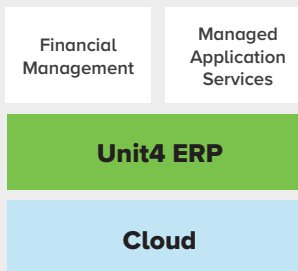 Financial
Management
Managed
Application
Services
Unit4 ERP
Cloud